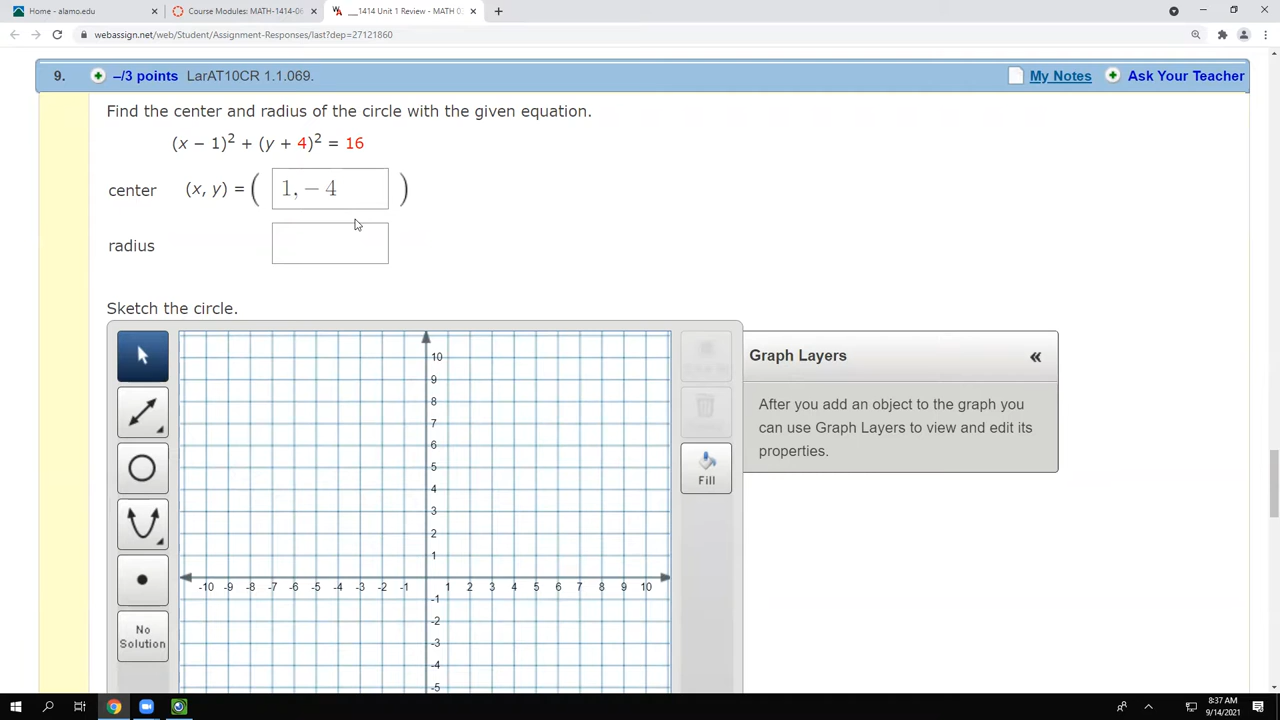 Home - alamo.edu
Course Modules: MATH-1414-06
__1414 Unit 1 Review - MATH 0
webassign.net/web/Student/Assignment-Responses/last?dep=27121860
9. –/3 points LarAT10CR 1.1.069. My Notes Ask Your Teacher
Find the center and radius of the circle with the given equation.
(x − 1)² + (y + 4)² = 16
center (x, y) = ( 1, − 4 )
radius
Sketch the circle.
Graph Layers «
After you add an object to the graph you
can use Graph Layers to view and edit its
properties.
Fill
No
Solution
10
9
8
7
6
5
4
3
2
1
-10 -9 -8 -7 -6 -5 -4 -3 -2 -1 1 2 3 4 5 6 7 8 9 10
-1
-2
-3
-4
-5
8:37 AM
9/14/2021